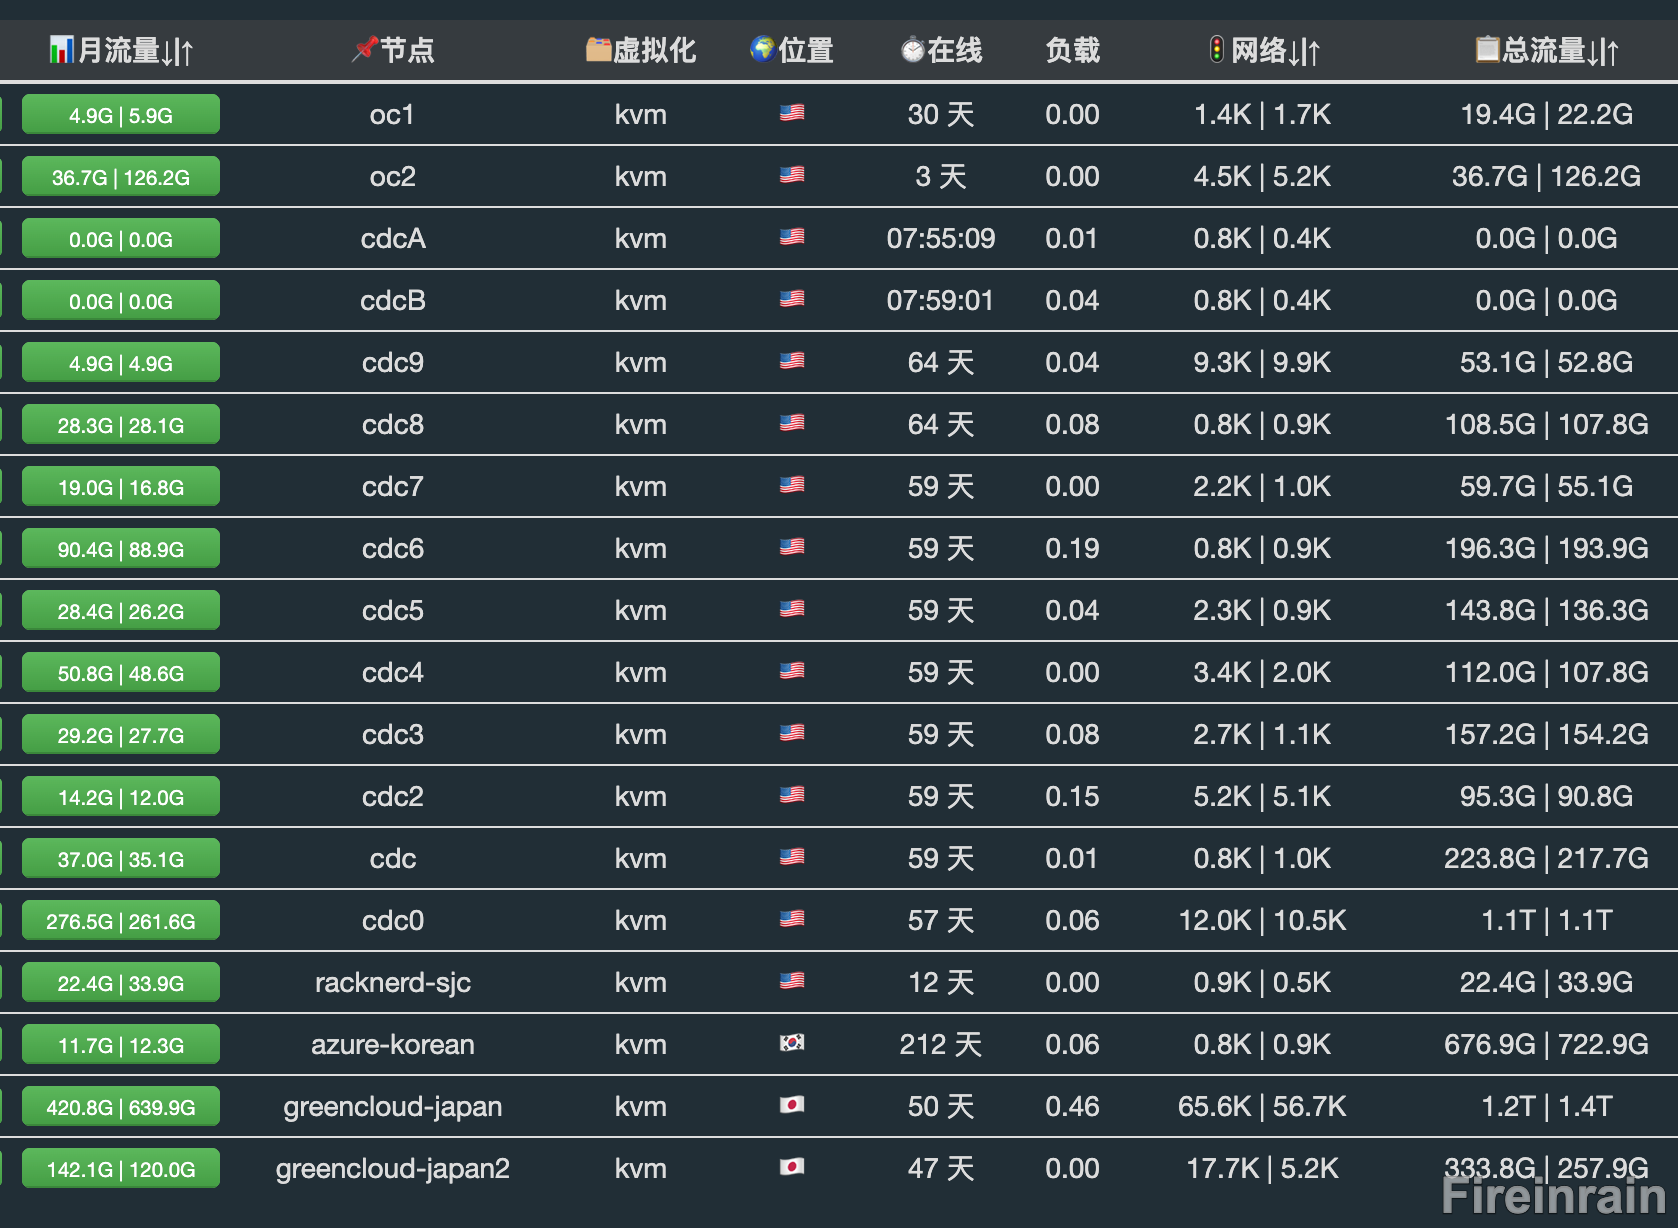 📊月流量↓|↑ 📌节点 🗂️虚拟化 🌍位置 ⏱️在线 负载 🚦网络↓|↑ 📋总流量↓|↑
4.9G | 5.9G oc1 kvm 🇺🇸 30 天 0.00 1.4K | 1.7K 19.4G | 22.2G
36.7G | 126.2G oc2 kvm 🇺🇸 3 天 0.00 4.5K | 5.2K 36.7G | 126.2G
0.0G | 0.0G cdcA kvm 🇺🇸 07:55:09 0.01 0.8K | 0.4K 0.0G | 0.0G
0.0G | 0.0G cdcB kvm 🇺🇸 07:59:01 0.04 0.8K | 0.4K 0.0G | 0.0G
4.9G | 4.9G cdc9 kvm 🇺🇸 64 天 0.04 9.3K | 9.9K 53.1G | 52.8G
28.3G | 28.1G cdc8 kvm 🇺🇸 64 天 0.08 0.8K | 0.9K 108.5G | 107.8G
19.0G | 16.8G cdc7 kvm 🇺🇸 59 天 0.00 2.2K | 1.0K 59.7G | 55.1G
90.4G | 88.9G cdc6 kvm 🇺🇸 59 天 0.19 0.8K | 0.9K 196.3G | 193.9G
28.4G | 26.2G cdc5 kvm 🇺🇸 59 天 0.04 2.3K | 0.9K 143.8G | 136.3G
50.8G | 48.6G cdc4 kvm 🇺🇸 59 天 0.00 3.4K | 2.0K 112.0G | 107.8G
29.2G | 27.7G cdc3 kvm 🇺🇸 59 天 0.08 2.7K | 1.1K 157.2G | 154.2G
14.2G | 12.0G cdc2 kvm 🇺🇸 59 天 0.15 5.2K | 5.1K 95.3G | 90.8G
37.0G | 35.1G cdc kvm 🇺🇸 59 天 0.01 0.8K | 1.0K 223.8G | 217.7G
276.5G | 261.6G cdc0 kvm 🇺🇸 57 天 0.06 12.0K | 10.5K 1.1T | 1.1T
22.4G | 33.9G racknerd-sjc kvm 🇺🇸 12 天 0.00 0.9K | 0.5K 22.4G | 33.9G
11.7G | 12.3G azure-korean kvm 🇰🇷 212 天 0.06 0.8K | 0.9K 676.9G | 722.9G
420.8G | 639.9G greencloud-japan kvm 🇯🇵 50 天 0.46 65.6K | 56.7K 1.2T | 1.4T
142.1G | 120.0G greencloud-japan2 kvm 🇯🇵 47 天 0.00 17.7K | 5.2K 333.8G | 257.9G
Fireinrain